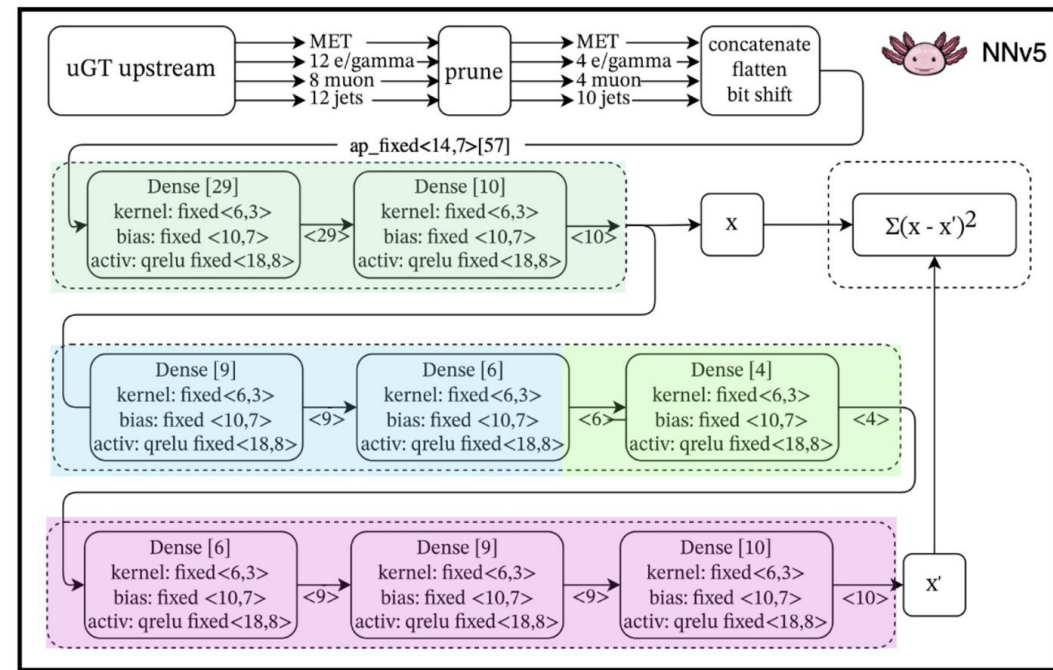 uGT upstream
MET
12 e/gamma
8 muon
12 jets
prune
MET
4 e/gamma
4 muon
10 jets
concatenate
flatten
bit shift
NNv5
ap_fixed<14,7>[57]
Dense [29]
kernel: fixed<6,3>
bias: fixed <10,7>
activ: qrelu fixed<18,8>
<29>
Dense [10]
kernel: fixed<6,3>
bias: fixed <10,7>
activ: qrelu fixed<18,8>
<10>
x
Σ(x - x')2
Dense [9]
kernel: fixed<6,3>
bias: fixed <10,7>
activ: qrelu fixed<18,8>
<9>
Dense [6]
kernel: fixed<6,3>
bias: fixed <10,7>
activ: qrelu fixed<18,8>
<6>
Dense [4]
kernel: fixed<6,3>
bias: fixed <10,7>
activ: qrelu fixed<18,8>
<4>
Dense [6]
kernel: fixed<6,3>
bias: fixed <10,7>
activ: qrelu fixed<18,8>
<9>
Dense [9]
kernel: fixed<6,3>
bias: fixed <10,7>
activ: qrelu fixed<18,8>
<9>
Dense [10]
kernel: fixed<6,3>
bias: fixed <10,7>
activ: qrelu fixed<18,8>
<10>
x'